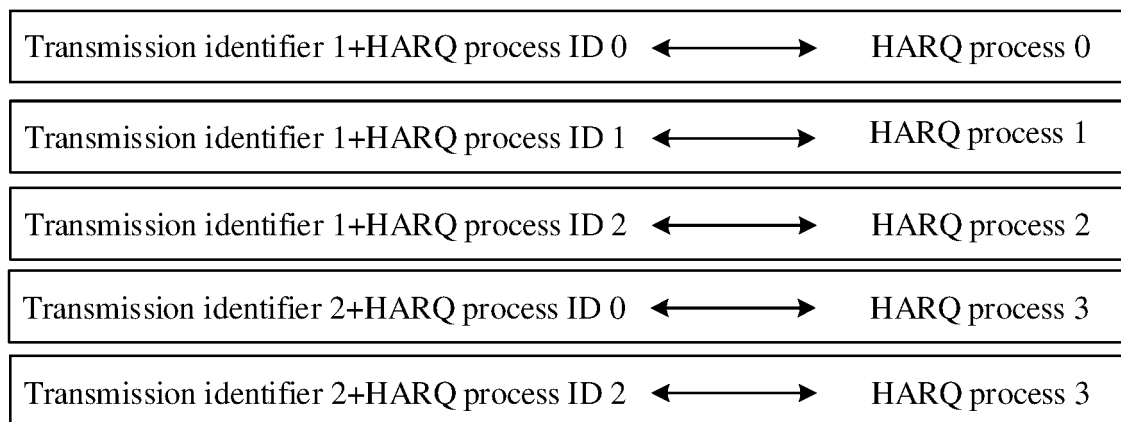 Transmission identifier 1+HARQ process ID 0 HARQ process 0
Transmission identifier 1+HARQ process ID 1 HARQ process 1
Transmission identifier 1+HARQ process ID 2 HARQ process 2
Transmission identifier 2+HARQ process ID 0 HARQ process 3
Transmission identifier 2+HARQ process ID 2 HARQ process 3